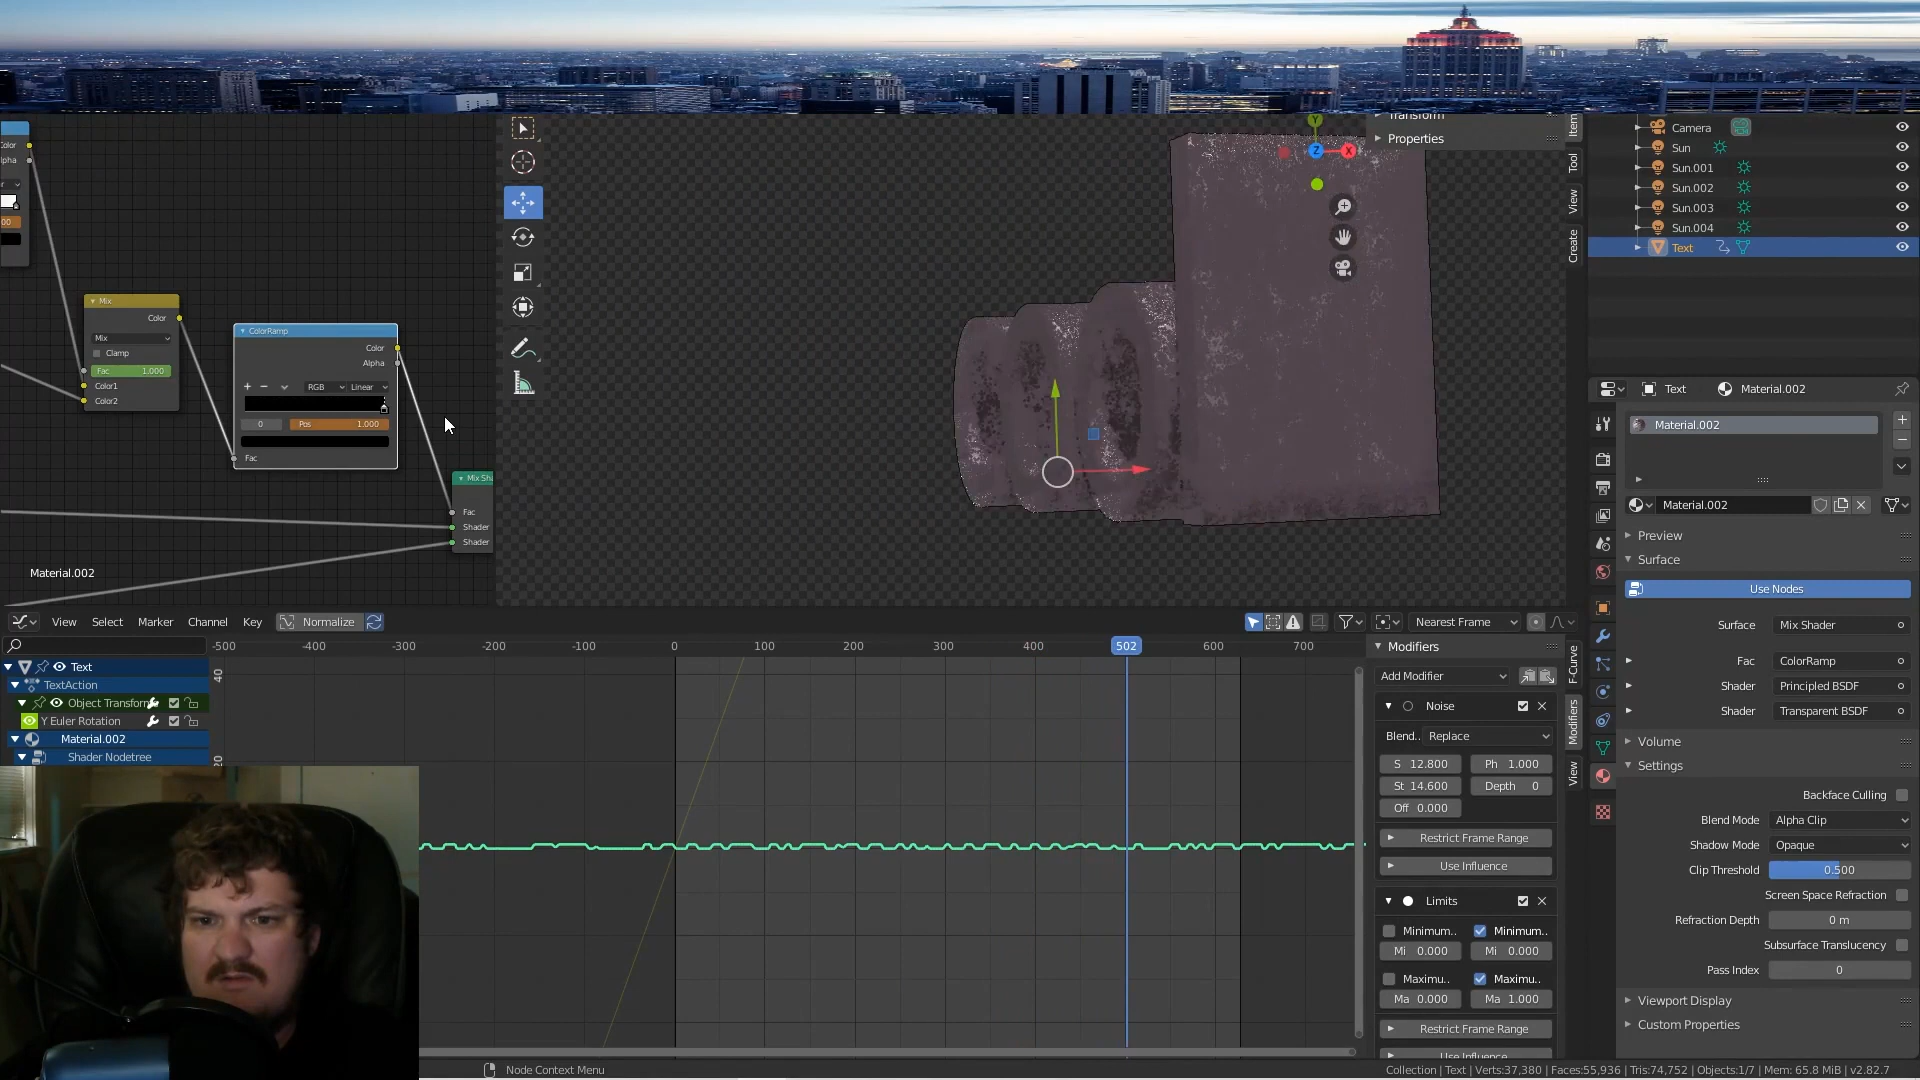 Color
Alpha
Mix
Color
Mix
Clamp
Fac 1.000
Color1
Color2
ColorRamp
Color
Alpha
RGB Linear
0 Pos 1.000
Fac
Mix Sha
Fac
Shader
Shader
Material.002
Transform
Properties
Item
Tool
View
Create
Y
Z
X
Camera
Sun
Sun.001
Sun.002
Sun.003
Sun.004
Text
Text Material.002
Material.002
Material.002
Preview
Surface
Use Nodes
Surface Mix Shader
Fac ColorRamp
Shader Principled BSDF
Shader Transparent BSDF
Volume
Settings
Backface Culling
Blend Mode Alpha Clip
Shadow Mode Opaque
Clip Threshold 0.500
Screen Space Refraction
Refraction Depth 0 m
Subsurface Translucency
Pass Index 0
Viewport Display
Custom Properties
View Select Marker Channel Key Normalize Nearest Frame
-500 -400 -300 -200 -100 0 100 200 300 400 502 600 700
40
20
Text
TextAction
Object Transform
Y Euler Rotation
Material.002
Shader Nodetree
Modifiers
Add Modifier
Noise
Blend.. Replace
S 12.800 Ph 1.000
St 14.600 Depth 0
Off 0.000
Restrict Frame Range
Use Influence
Limits
Minimum.. Minimum..
Mi 0.000 Mi 0.000
Maximu.. Maximu..
Ma 0.000 Ma 1.000
Restrict Frame Range
Use Influence
F-Curve
Modifiers
View
Node Context Menu
Collection | Text | Verts:37,380 | Faces:55,936 | Tris:74,752 | Objects:1/7 | Mem: 65.8 MiB | v2.82.7